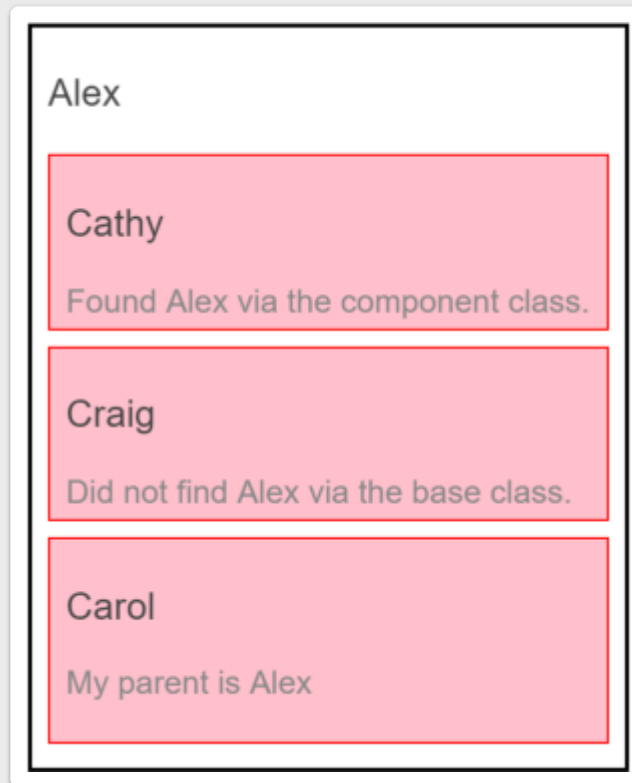 Alex
Cathy
Found Alex via the component class.
Craig
Did not find Alex via the base class.
Carol
My parent is Alex